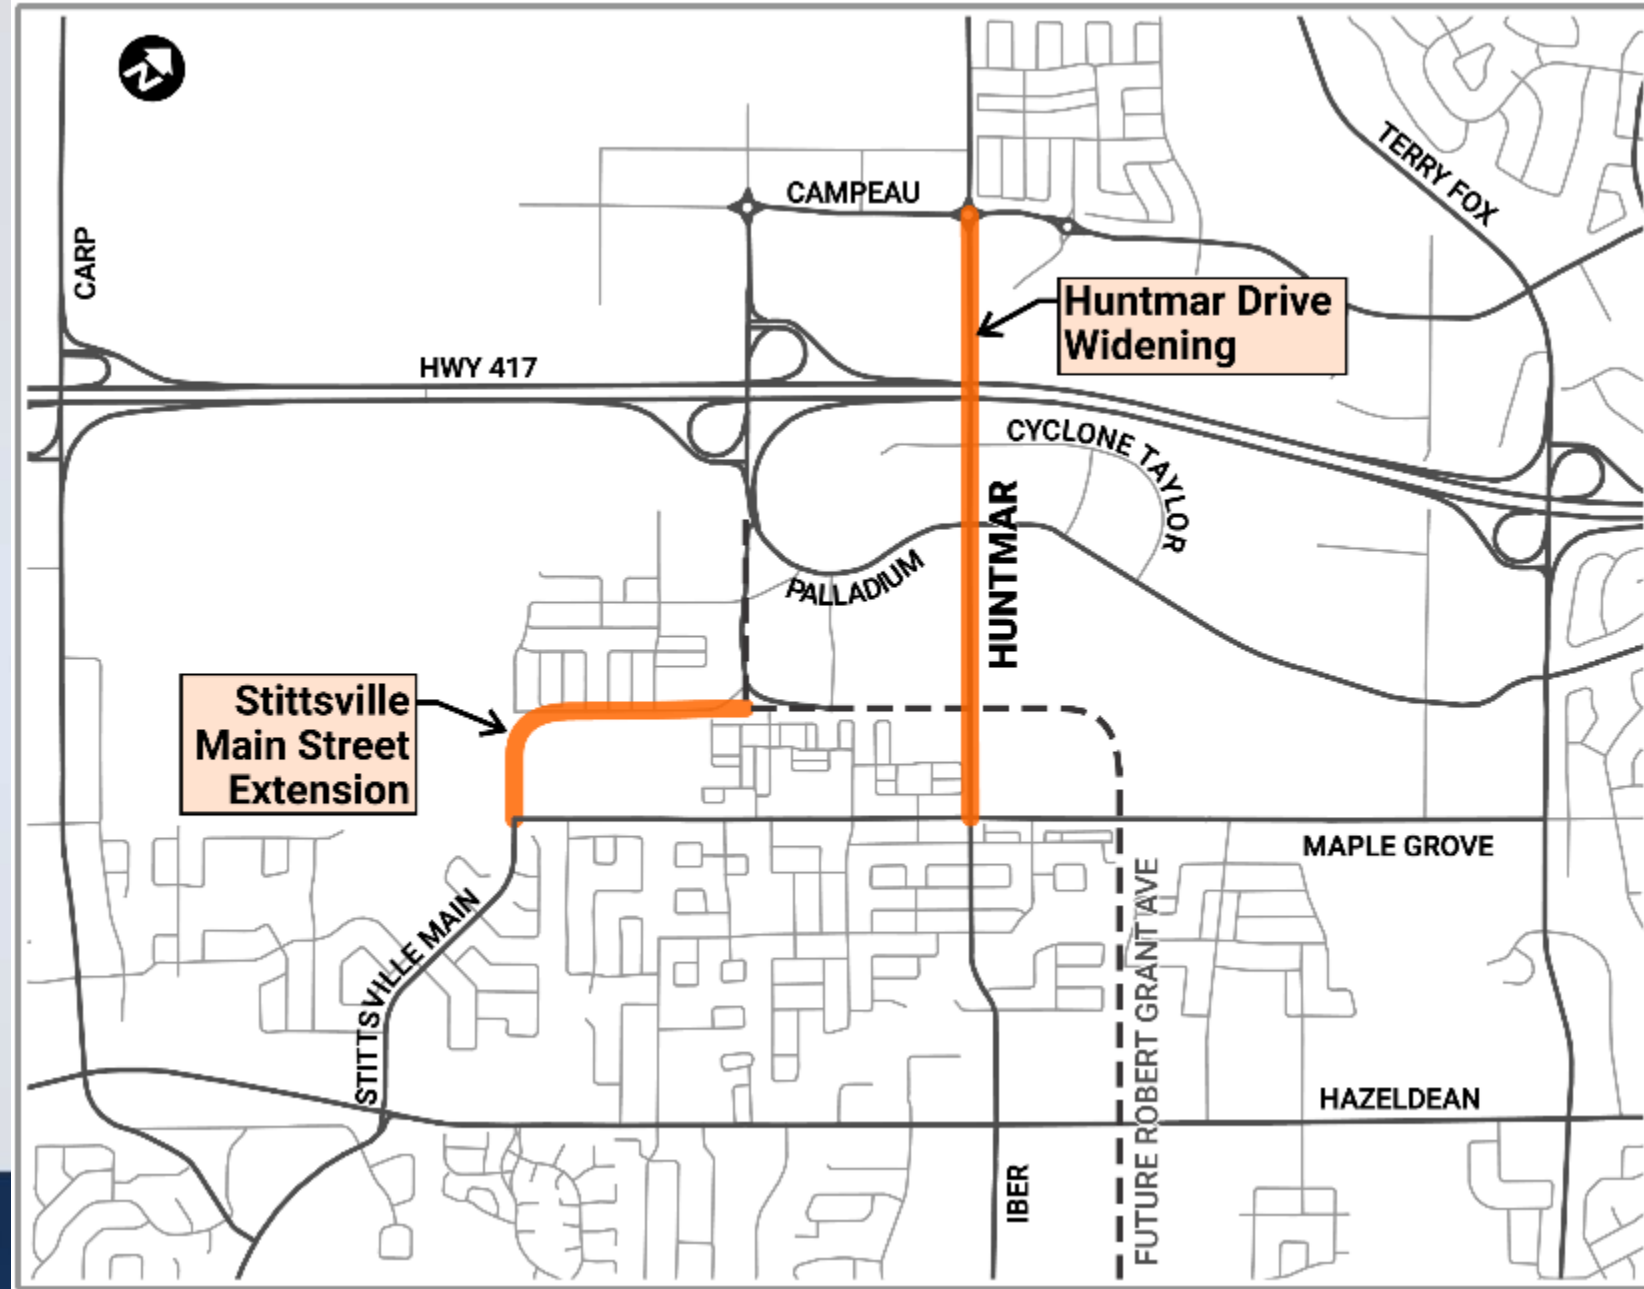 N
CAMPEAU
TERRY FOX
CARP
Huntmar Drive
Widening
HWY 417
CYCLONE TAYLOR
HUNTMAR
PALLADIUM
Stittsville
Main Street
Extension
MAPLE GROVE
STITTSVILLE MAIN
FUTURE ROBERT GRANT AVE
HAZELDEAN
IBER